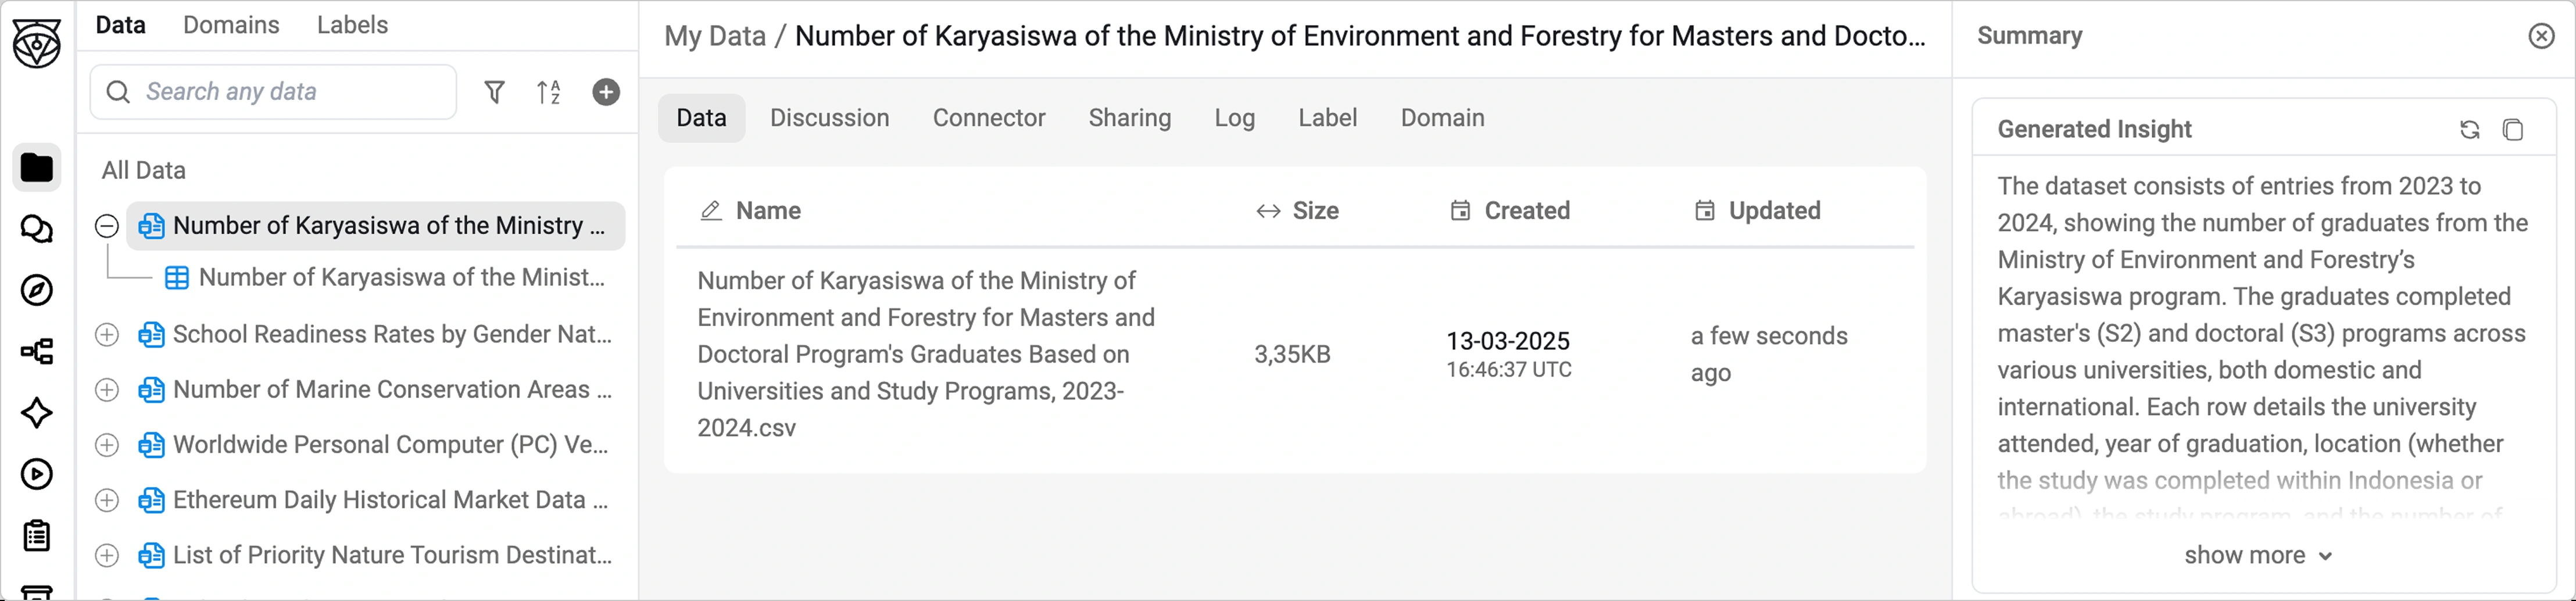 Data Domains Labels
Search any data
All Data
Number of Karyasiswa of the Ministry ...
Number of Karyasiswa of the Minist...
School Readiness Rates by Gender Nat...
Number of Marine Conservation Areas ...
Worldwide Personal Computer (PC) Ve...
Ethereum Daily Historical Market Data ...
List of Priority Nature Tourism Destinat...
My Data / Number of Karyasiswa of the Ministry of Environment and Forestry for Masters and Docto...
Data Discussion Connector Sharing Log Label Domain
Name Size Created Updated
Number of Karyasiswa of the Ministry of
Environment and Forestry for Masters and
Doctoral Program's Graduates Based on
Universities and Study Programs, 2023-
2024.csv
3,35KB
13-03-2025
16:46:37 UTC
a few seconds
ago
Summary
Generated Insight
The dataset consists of entries from 2023 to
2024, showing the number of graduates from the
Ministry of Environment and Forestry’s
Karyasiswa program. The graduates completed
master's (S2) and doctoral (S3) programs across
various universities, both domestic and
international. Each row details the university
attended, year of graduation, location (whether
the study was completed within Indonesia or
abroad), the study program, and the number of
show more